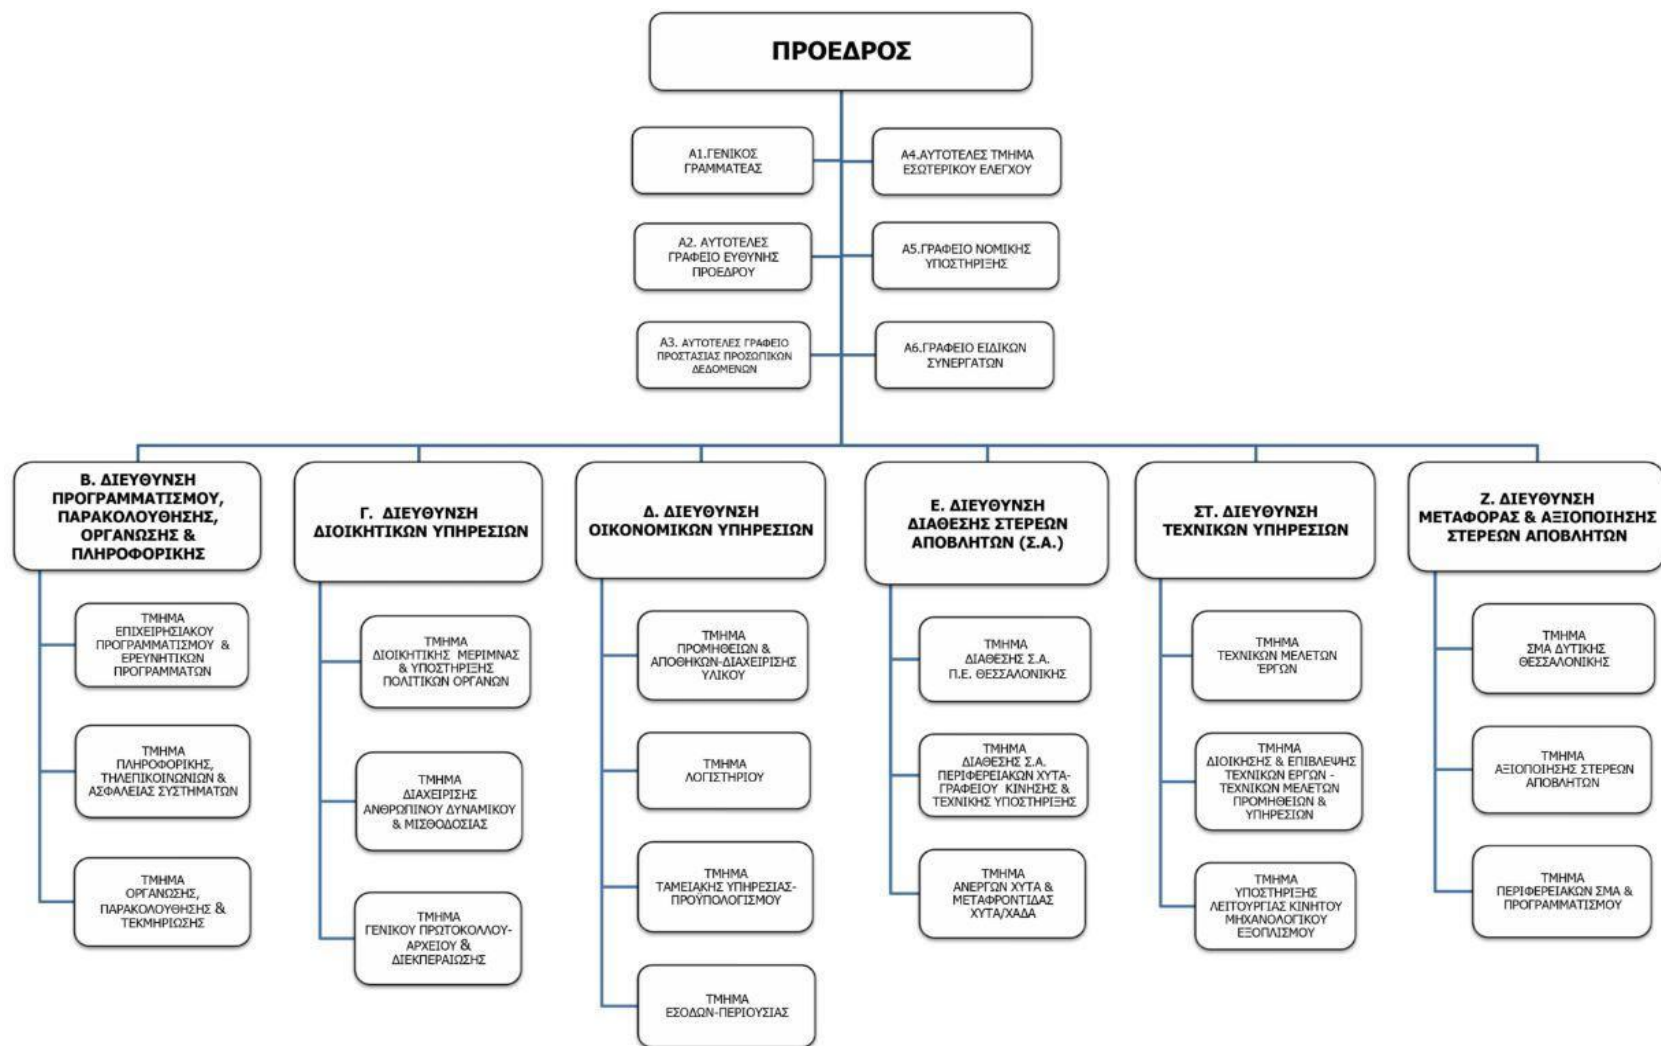 ΠΡΟΕΔΡΟΣ
Α1.ΓΕΝΙΚΟΣ
ΓΡΑΜΜΑΤΕΑΣ
Α4.ΑΥΤΟΤΕΛΕΣ ΤΜΗΜΑ
ΕΣΩΤΕΡΙΚΟΥ ΕΛΕΓΧΟΥ
Α2. ΑΥΤΟΤΕΛΕΣ
ΓΡΑΦΕΙΟ ΕΥΘΥΝΗΣ
ΠΡΟΕΔΡΟΥ
Α5.ΓΡΑΦΕΙΟ ΝΟΜΙΚΗΣ
ΥΠΟΣΤΗΡΙΞΗΣ
Α3. ΑΥΤΟΤΕΛΕΣ ΓΡΑΦΕΙΟ
ΠΡΟΣΤΑΣΙΑΣ ΠΡΟΣΩΠΙΚΩΝ
ΔΕΔΟΜΕΝΩΝ
Α6.ΓΡΑΦΕΙΟ ΕΙΔΙΚΩΝ
ΣΥΝΕΡΓΑΤΩΝ
Β. ΔΙΕΥΘΥΝΣΗ
ΠΡΟΓΡΑΜΜΑΤΙΣΜΟΥ,
ΠΑΡΑΚΟΛΟΥΘΗΣΗΣ,
ΟΡΓΑΝΩΣΗΣ &
ΠΛΗΡΟΦΟΡΙΚΗΣ
ΤΜΗΜΑ
ΕΠΙΧΕΙΡΗΣΙΑΚΟΥ
ΠΡΟΓΡΑΜΜΑΤΙΣΜΟΥ &
ΕΡΕΥΝΗΤΙΚΩΝ
ΠΡΟΓΡΑΜΜΑΤΩΝ
ΤΜΗΜΑ
ΠΛΗΡΟΦΟΡΙΚΗΣ,
ΤΗΛΕΠΙΚΟΙΝΩΝΙΩΝ &
ΑΣΦΑΛΕΙΑΣ ΣΥΣΤΗΜΑΤΩΝ
ΤΜΗΜΑ
ΟΡΓΑΝΩΣΗΣ,
ΠΑΡΑΚΟΛΟΥΘΗΣΗΣ &
ΤΕΚΜΗΡΙΩΣΗΣ
Γ. ΔΙΕΥΘΥΝΣΗ
ΔΙΟΙΚΗΤΙΚΩΝ ΥΠΗΡΕΣΙΩΝ
ΤΜΗΜΑ
ΔΙΟΙΚΗΤΙΚΗΣ ΜΕΡΙΜΝΑΣ
& ΥΠΟΣΤΗΡΙΞΗΣ
ΠΟΛΙΤΙΚΩΝ ΟΡΓΑΝΩΝ
ΤΜΗΜΑ
ΔΙΑΧΕΙΡΙΣΗΣ
ΑΝΘΡΩΠΙΝΟΥ ΔΥΝΑΜΙΚΟΥ
& ΜΙΣΘΟΔΟΣΙΑΣ
ΤΜΗΜΑ
ΓΕΝΙΚΟΥ ΠΡΩΤΟΚΟΛΛΟΥ-
ΑΡΧΕΙΟΥ &
ΔΙΕΚΠΕΡΑΙΩΣΗΣ
Δ. ΔΙΕΥΘΥΝΣΗ
ΟΙΚΟΝΟΜΙΚΩΝ ΥΠΗΡΕΣΙΩΝ
ΤΜΗΜΑ
ΠΡΟΜΗΘΕΙΩΝ &
ΑΠΟΘΗΚΩΝ-ΔΙΑΧΕΙΡΙΣΗΣ
ΥΛΙΚΟΥ
ΤΜΗΜΑ
ΛΟΓΙΣΤΗΡΙΟΥ
ΤΜΗΜΑ
ΤΑΜΕΙΑΚΗΣ ΥΠΗΡΕΣΙΑΣ-
ΠΡΟΫΠΟΛΟΓΙΣΜΟΥ
ΤΜΗΜΑ
ΕΣΟΔΩΝ-ΠΕΡΙΟΥΣΙΑΣ
Ε. ΔΙΕΥΘΥΝΣΗ
ΔΙΑΘΕΣΗΣ ΣΤΕΡΕΩΝ
ΑΠΟΒΛΗΤΩΝ (Σ.Α.)
ΤΜΗΜΑ
ΔΙΑΘΕΣΗΣ Σ.Α.
Π.Ε. ΘΕΣΣΑΛΟΝΙΚΗΣ
ΤΜΗΜΑ
ΔΙΑΘΕΣΗΣ Σ.Α.
ΠΕΡΙΦΕΡΕΙΑΚΩΝ ΧΥΤΑ-
ΓΡΑΦΕΙΟΥ ΚΙΝΗΣΗΣ &
ΤΕΧΝΙΚΗΣ ΥΠΟΣΤΗΡΙΞΗΣ
ΤΜΗΜΑ
ΑΝΕΡΓΩΝ ΧΥΤΑ &
ΜΕΤΑΦΡΟΝΤΙΔΑΣ
ΧΥΤΑ/ΧΑΔΑ
ΣΤ. ΔΙΕΥΘΥΝΣΗ
ΤΕΧΝΙΚΩΝ ΥΠΗΡΕΣΙΩΝ
ΤΜΗΜΑ
ΤΕΧΝΙΚΩΝ ΜΕΛΕΤΩΝ
ΈΡΓΩΝ
ΤΜΗΜΑ
ΔΙΟΙΚΗΣΗΣ & ΕΠΙΒΛΕΨΗΣ
ΤΕΧΝΙΚΩΝ ΕΡΓΩΝ -
ΤΕΧΝΙΚΩΝ ΜΕΛΕΤΩΝ
ΠΡΟΜΗΘΕΙΩΝ &
ΥΠΗΡΕΣΙΩΝ
ΤΜΗΜΑ
ΥΠΟΣΤΗΡΙΞΗΣ
ΛΕΙΤΟΥΡΓΙΑΣ ΚΙΝΗΤΟΥ
ΜΗΧΑΝΟΛΟΓΙΚΟΥ
ΕΞΟΠΛΙΣΜΟΥ
Ζ. ΔΙΕΥΘΥΝΣΗ
ΜΕΤΑΦΟΡΑΣ & ΑΞΙΟΠΟΙΗΣΗΣ
ΣΤΕΡΕΩΝ ΑΠΟΒΛΗΤΩΝ
ΤΜΗΜΑ
ΣΜΑ ΔΥΤΙΚΗΣ
ΘΕΣΣΑΛΟΝΙΚΗΣ
ΤΜΗΜΑ
ΑΞΙΟΠΟΙΗΣΗΣ ΣΤΕΡΕΩΝ
ΑΠΟΒΛΗΤΩΝ
ΤΜΗΜΑ
ΠΕΡΙΦΕΡΕΙΑΚΩΝ ΣΜΑ &
ΠΡΟΓΡΑΜΜΑΤΙΣΜΟΥ